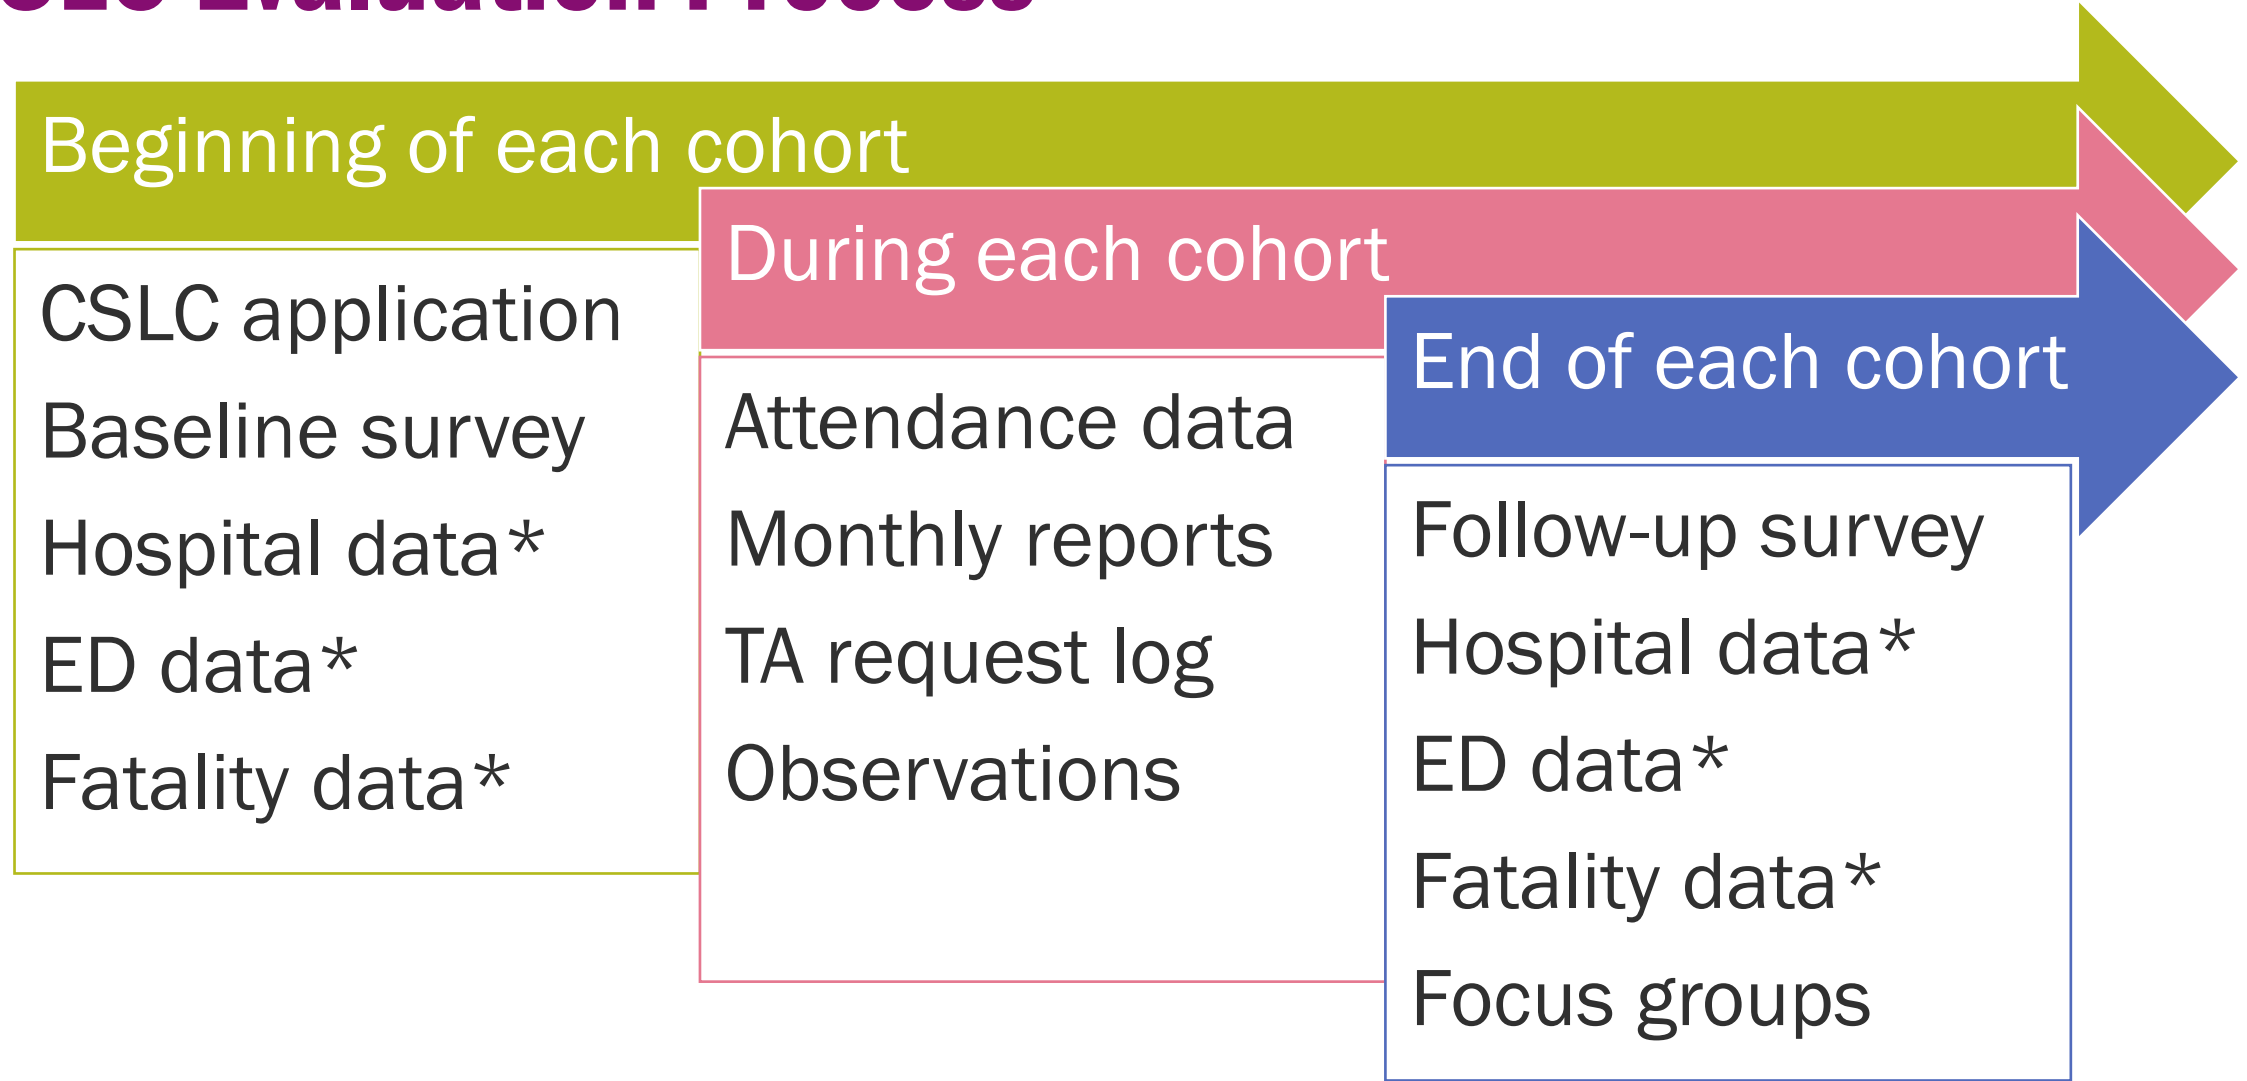 Evaluation Process
Beginning of each cohort
CSLC application
Baseline survey
Hospital data*
ED data*
Fatality data*
During each cohort
Attendance data
Monthly reports
TA request log
Observations
End of each cohort
Follow-up survey
Hospital data*
ED data*
Fatality data*
Focus groups